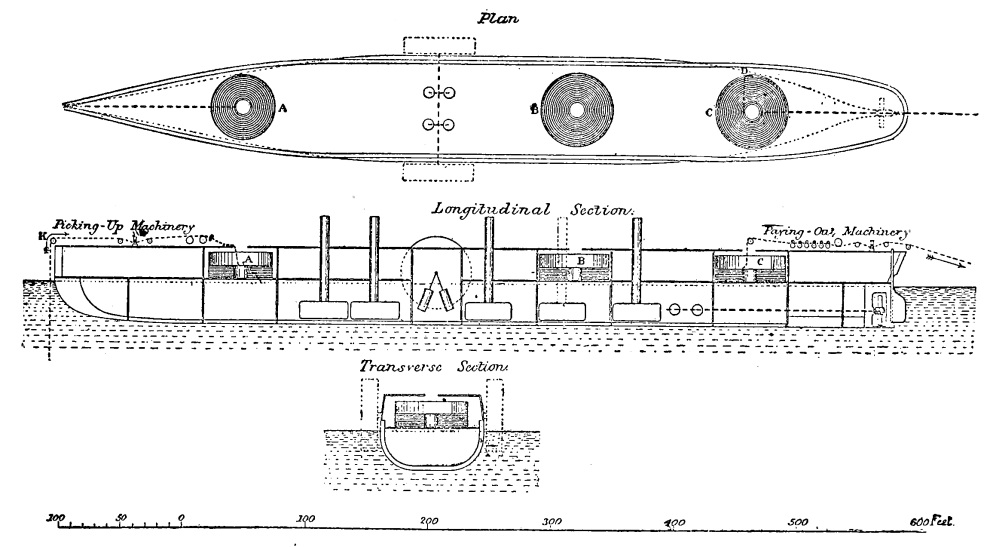 Plan
A
B
C
D
Longitudinal Section.
Picking-Up Machinery
Paying-Out Machinery
K
A
B
C
Transverse Section.
100 50 0 100 200 300 400 500 600 Feet.